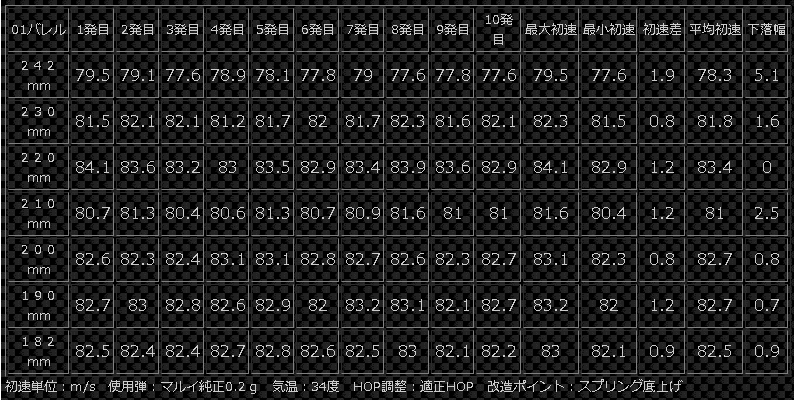 01バレル 1発目 2発目 3発目 4発目 5発目 6発目 7発目 8発目 9発目 10発目 最大初速 最小初速 初速差 平均初速 下落幅
２４２mm 79.5 79.1 77.6 78.9 78.1 77.8 79 77.6 77.8 77.6 79.5 77.6 1.9 78.3 5.1
２３０mm 81.5 82.1 82.1 81.2 81.7 82 81.7 82.3 81.6 82.1 82.3 81.5 0.8 81.8 1.6
２２０mm 84.1 83.6 83.2 83 83.5 82.9 83.4 83.9 83.6 82.9 84.1 82.9 1.2 83.4 0
２１０mm 80.7 81.3 80.4 80.6 81.3 80.7 80.9 81.6 81 81 81.6 80.4 1.2 81 2.5
２００mm 82.6 82.3 82.4 83.1 83.1 82.8 82.7 82.6 82.3 82.7 83.1 82.3 0.8 82.7 0.8
１９０mm 82.7 83 82.8 82.6 82.9 82 83.2 83.1 82.1 82.7 83.2 82 1.2 82.7 0.7
１８２mm 82.5 82.4 82.4 82.7 82.8 82.6 82.5 83 82.1 82.2 83 82.1 0.9 82.5 0.9
初速単位：m/s　使用弾：マルイ純正0.2ｇ　気温：34度　HOP調整：適正HOP　改造ポイント：スプリング底上げ